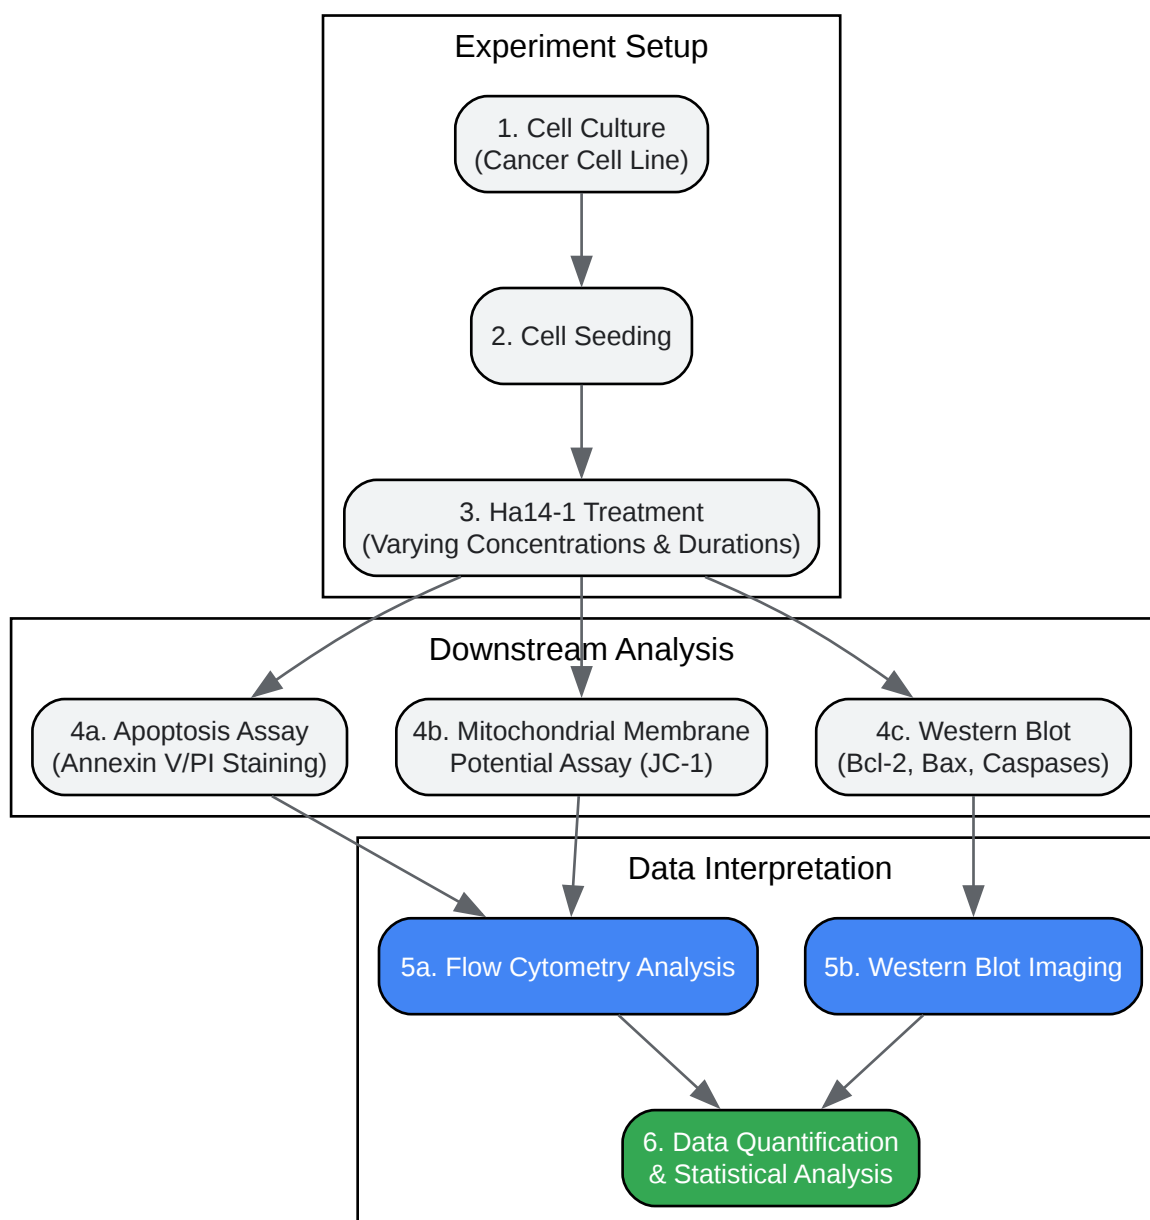 Experiment Setup
1. Cell Culture
(Cancer Cell Line)
2. Cell Seeding
3. Ha14-1 Treatment
(Varying Concentrations & Durations)
Downstream Analysis
4a. Apoptosis Assay
(Annexin V/PI Staining)
4b. Mitochondrial Membrane
Potential Assay (JC-1)
4c. Western Blot
(Bcl-2, Bax, Caspases)
Data Interpretation
5a. Flow Cytometry Analysis
5b. Western Blot Imaging
6. Data Quantification
& Statistical Analysis